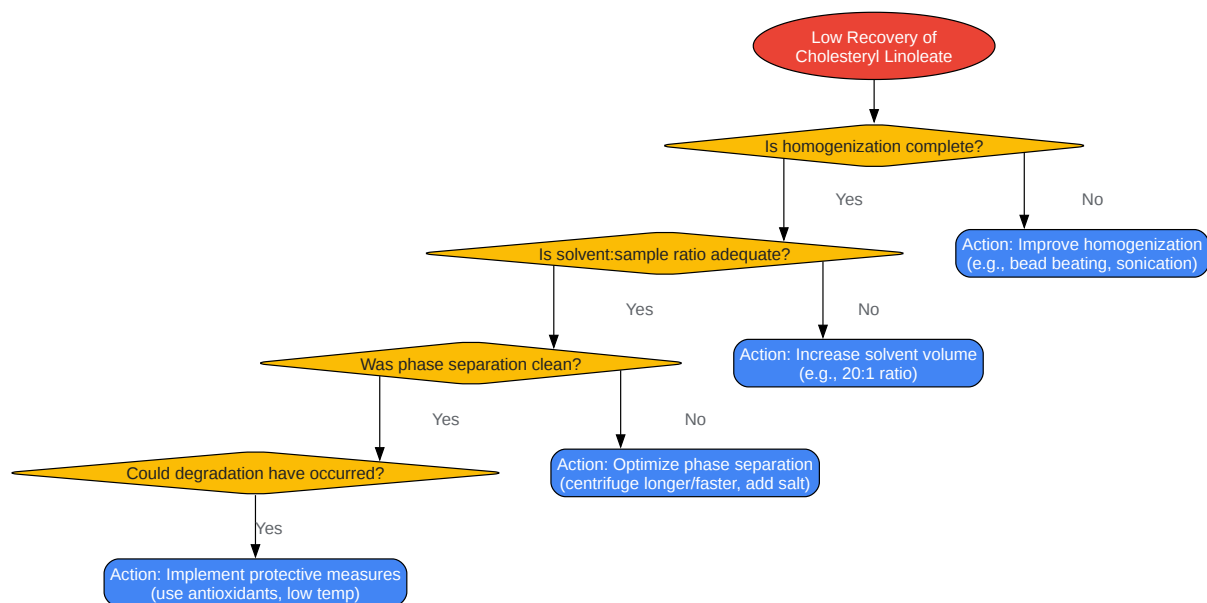 Low Recovery of
Cholesteryl Linoleate
Is homogenization complete?
Yes
No
Action: Improve homogenization
(e.g., bead beating, sonication)
Is solvent:sample ratio adequate?
Yes
No
Action: Increase solvent volume
(e.g., 20:1 ratio)
Was phase separation clean?
Yes
No
Action: Optimize phase separation
(centrifuge longer/faster, add salt)
Could degradation have occurred?
Yes
Action: Implement protective measures
(use antioxidants, low temp)